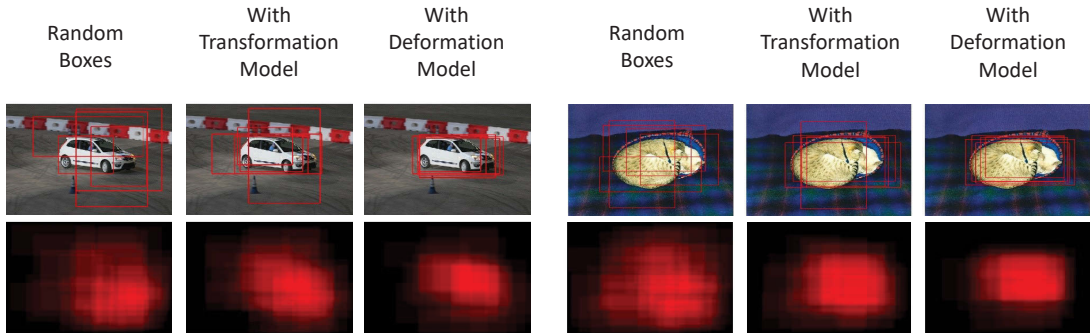 Random
Boxes
With
Transformation
Model
With
Deformation
Model
Random
Boxes
With
Transformation
Model
With
Deformation
Model